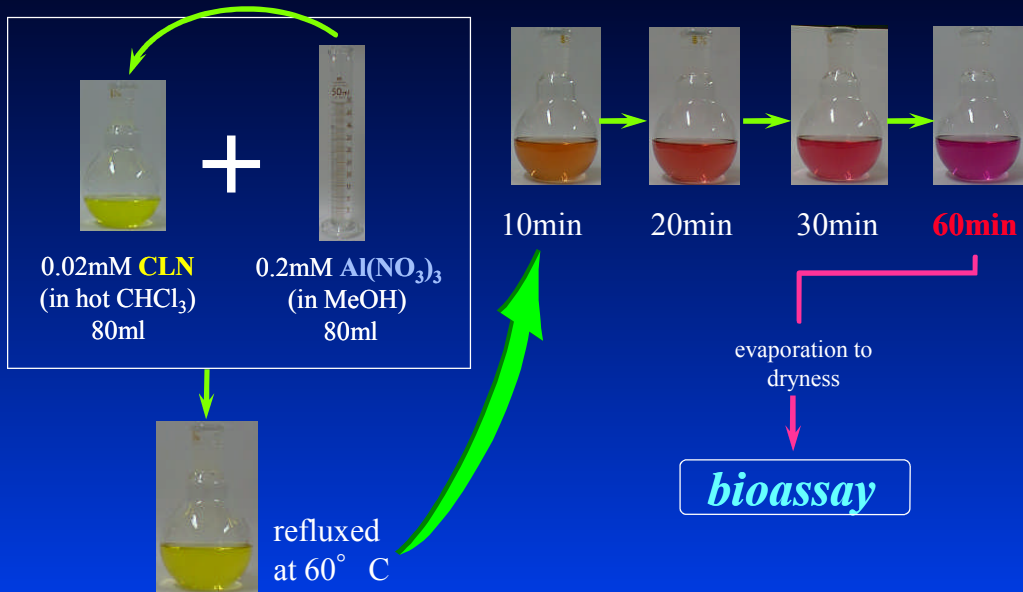 +
0.02mM CLN
(in hot CHCl₃)
80ml
50ml
0.2mM Al(NO₃)₃
(in MeOH)
80ml
refluxed
at 60° C
10min
20min
30min
60min
evaporation to
dryness
bioassay